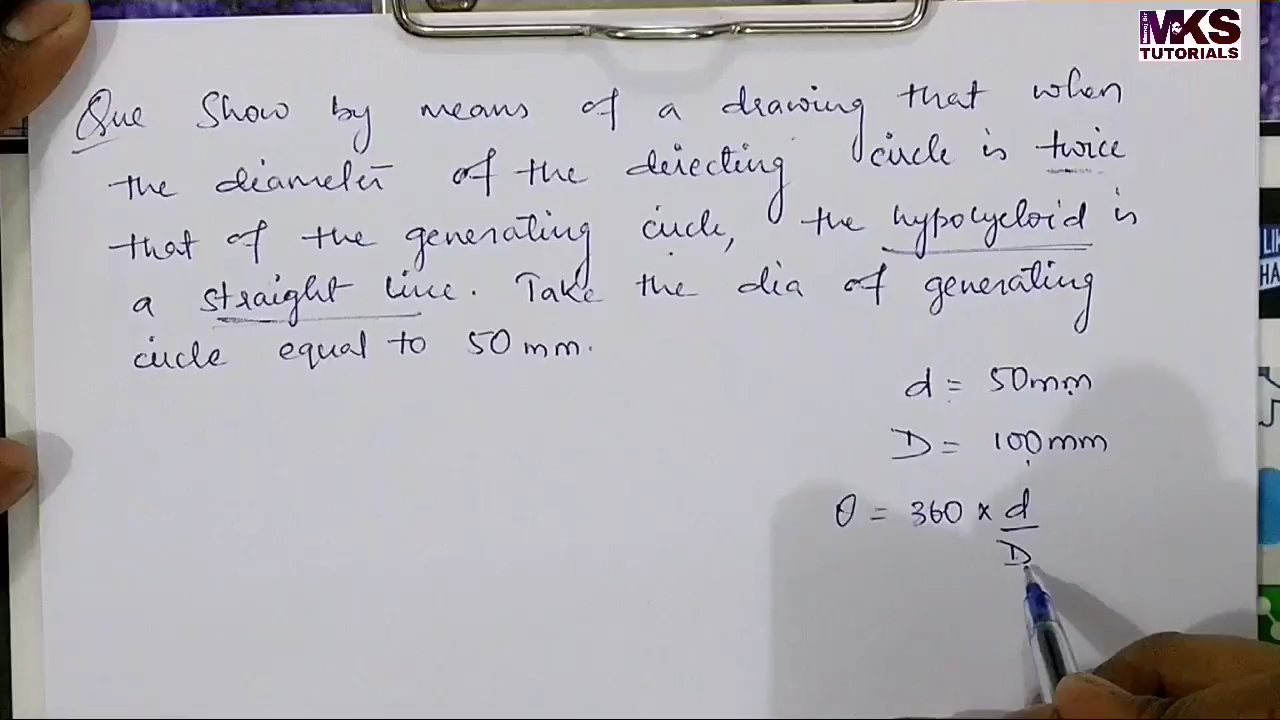 MKS
TUTORIALS
Que Show by means of a drawing that when
the diameter of the directing circle is twice
that of the generating circle, the hypocycloid is
a straight line. Take the dia of generating
circle equal to 50mm.
d = 50mm
D = 100mm
θ = 360 × d
D